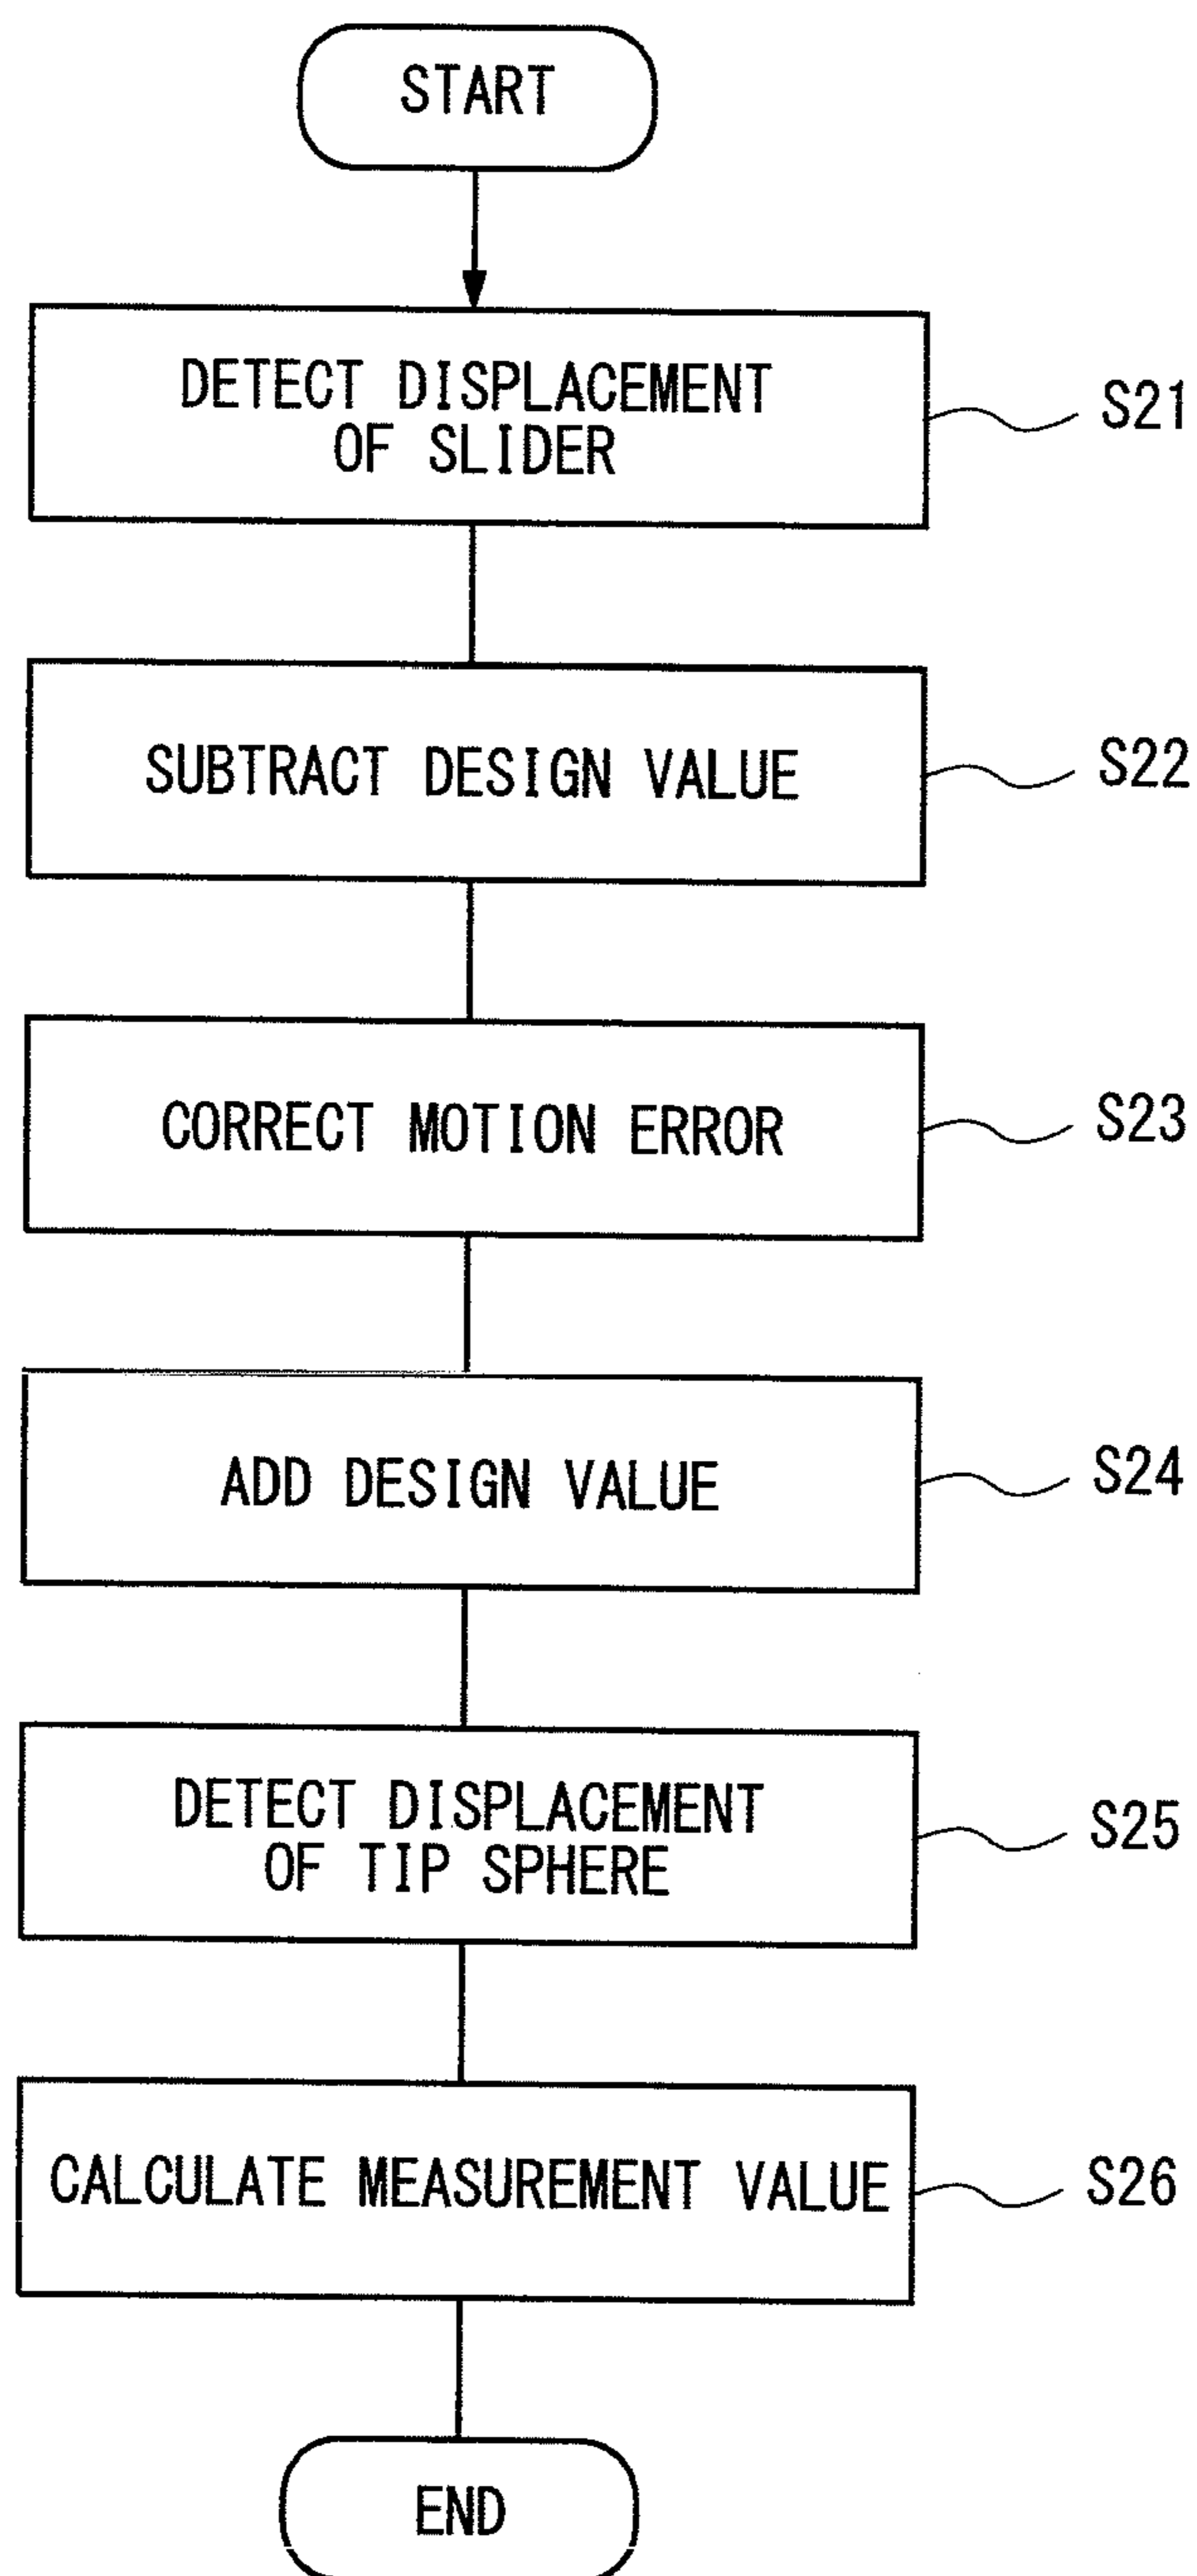 START
DETECT DISPLACEMENT
OF SLIDER
S21
SUBTRACT DESIGN VALUE
S22
CORRECT MOTION ERROR
S23
ADD DESIGN VALUE
S24
DETECT DISPLACEMENT
OF TIP SPHERE
S25
CALCULATE MEASUREMENT VALUE
S26
END